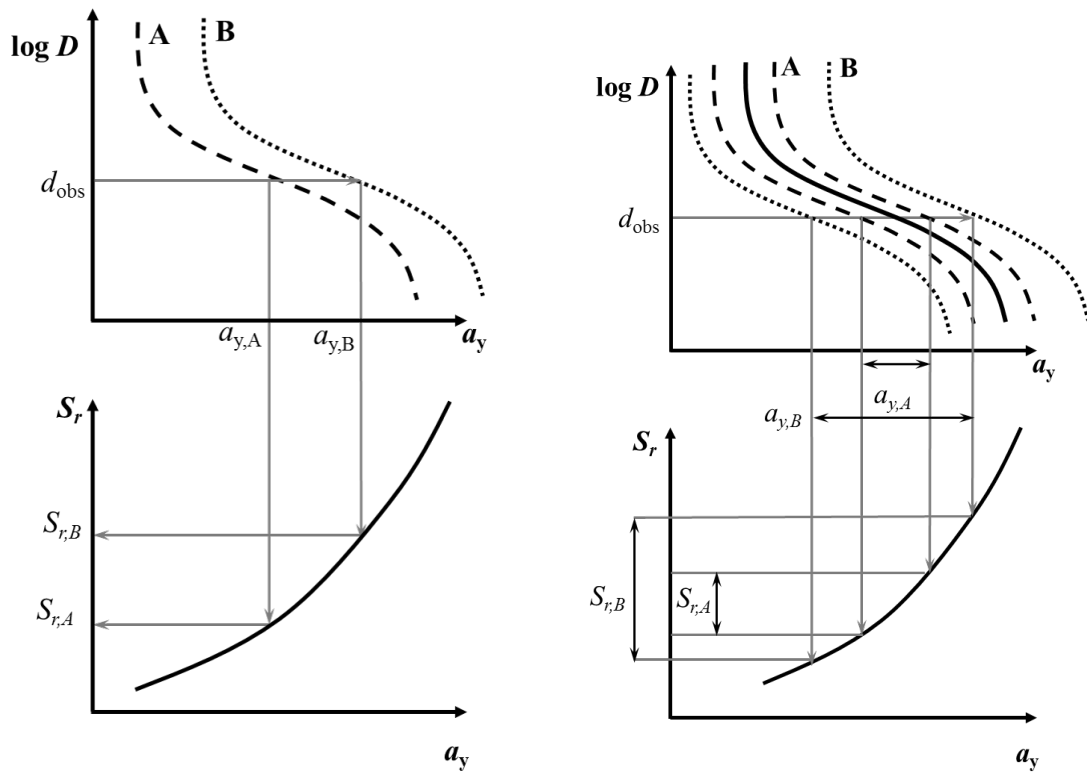 log D
A
B
d_obs
a_y,A
a_y,B
a_y
S_r
S_r,B
S_r,A
a_y
log D
A
B
d_obs
a_y
a_y,A
a_y,B
S_r
S_r,B
S_r,A
a_y